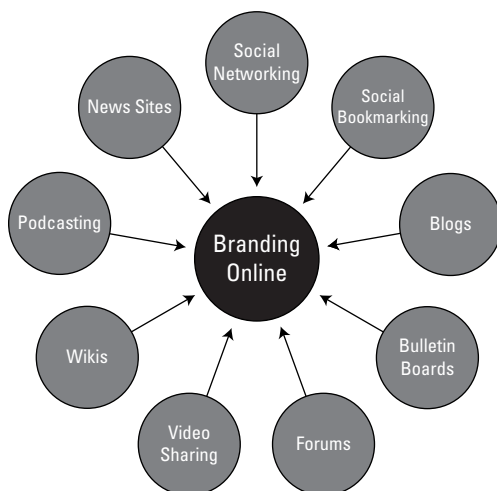 Social
Networking
Social
Bookmarking
News Sites
Podcasting
Branding
Online
Blogs
Wikis
Bulletin
Boards
Video
Sharing
Forums